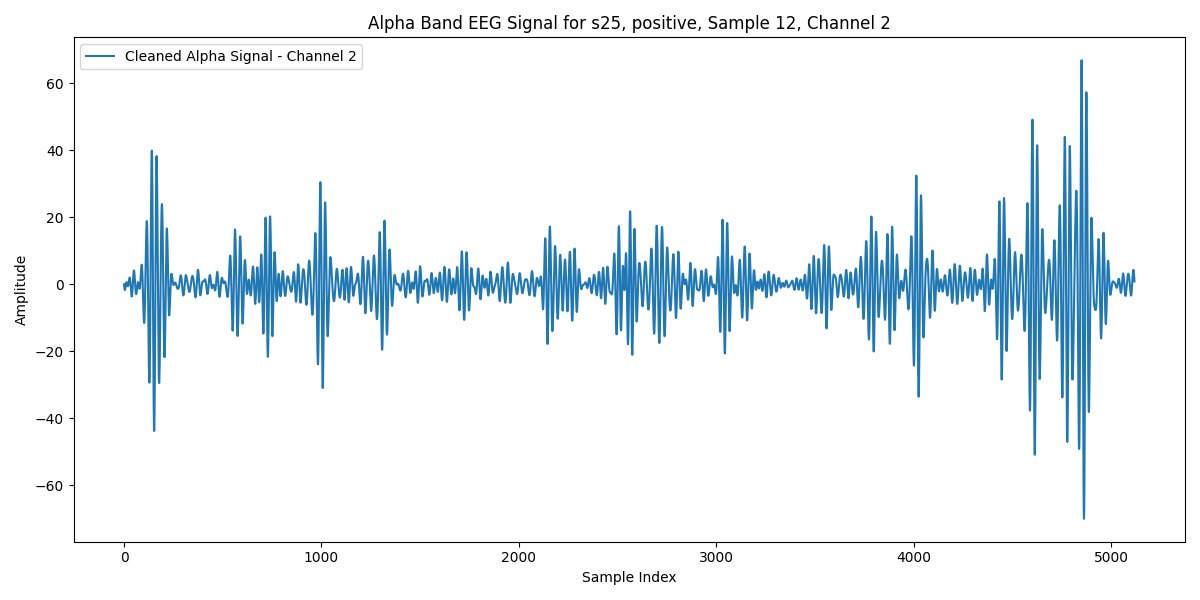 Alpha Band EEG Signal for s25, positive, Sample 12, Channel 2
Cleaned Alpha Signal - Channel 2
Amplitude
60
40
20
0
−20
−40
−60
0 1000 2000 3000 4000 5000
Sample Index